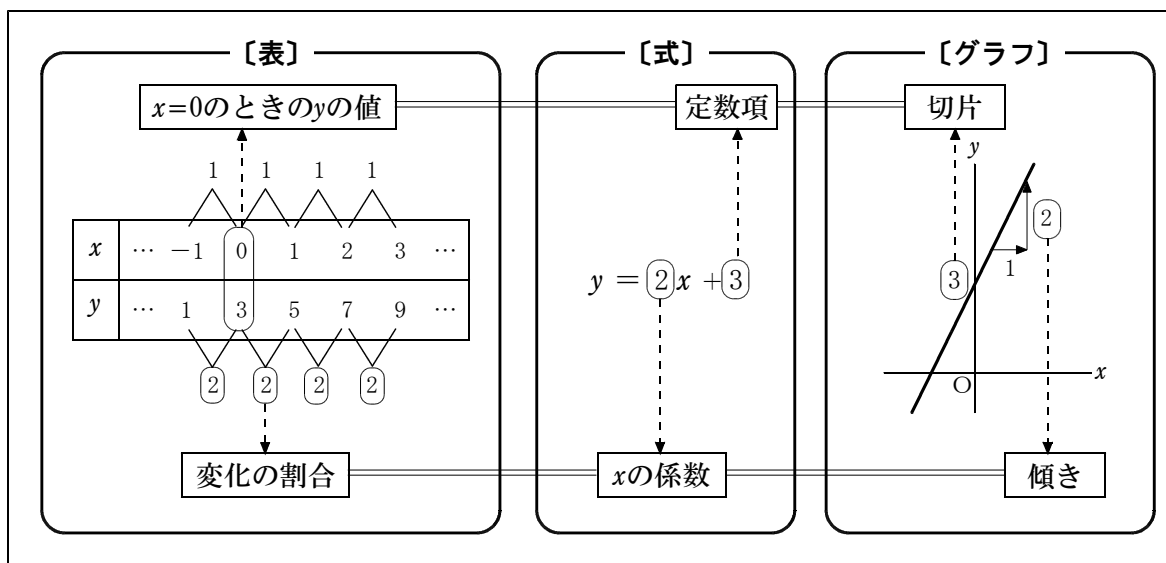 〔表〕
x=0のときのyの値
1 1 1 1
x … −1 0 1 2 3 …
y … 1 3 5 7 9 …
2 2 2 2
変化の割合
〔式〕
定数項
y = 2x +3
xの係数
〔グラフ〕
切片
y
2
1
3
O
x
傾き